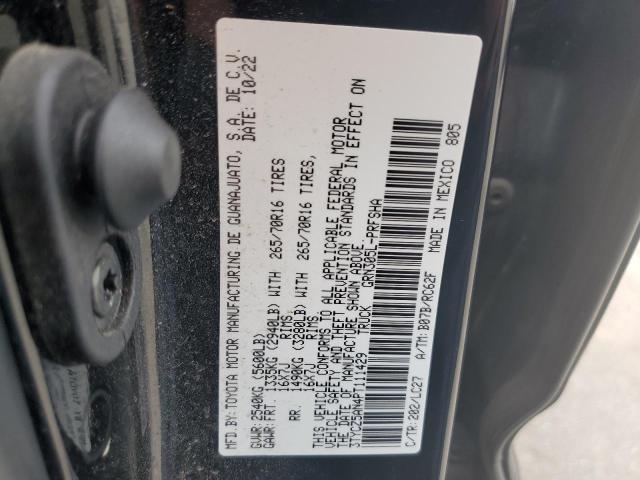 MFD.BY:TOYOTA MOTOR MANUFACTURING DE GUANAJUATO, S.A. DE C.V.
DATE: 10/22
GVWR: 2540KG (5600LB)
GAWR: FRT. 1335KG (2940LB) WITH 265/70R16 TIRES
16X7J RIMS,
RR. 1490KG (3280LB) WITH 265/70R16 TIRES,
16X7J RIMS.
THIS VEHICLE CONFORMS TO ALL APPLICABLE FEDERAL MOTOR
VEHICLE SAFETY AND THEFT PREVENTION STANDARDS IN EFFECT ON
THE DATE OF MANUFACTURE SHOWN ABOVE.
3TYCZ5AN4PT111429 TRUCK GRN305L-PRFSHA
C/TR: 202/LC27 A/TM: B07B/RC62F MADE IN MEXICO 805